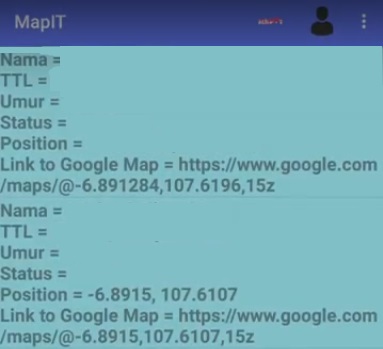 MapIT
Nama =
TTL =
Umur =
Status =
Position =
Link to Google Map = https://www.google.com
/maps/@-6.891284,107.6196,15z
Nama =
TTL =
Umur =
Status =
Position = -6.8915, 107.6107
Link to Google Map = https://www.google.com
/maps/@-6.8915,107.6107,15z